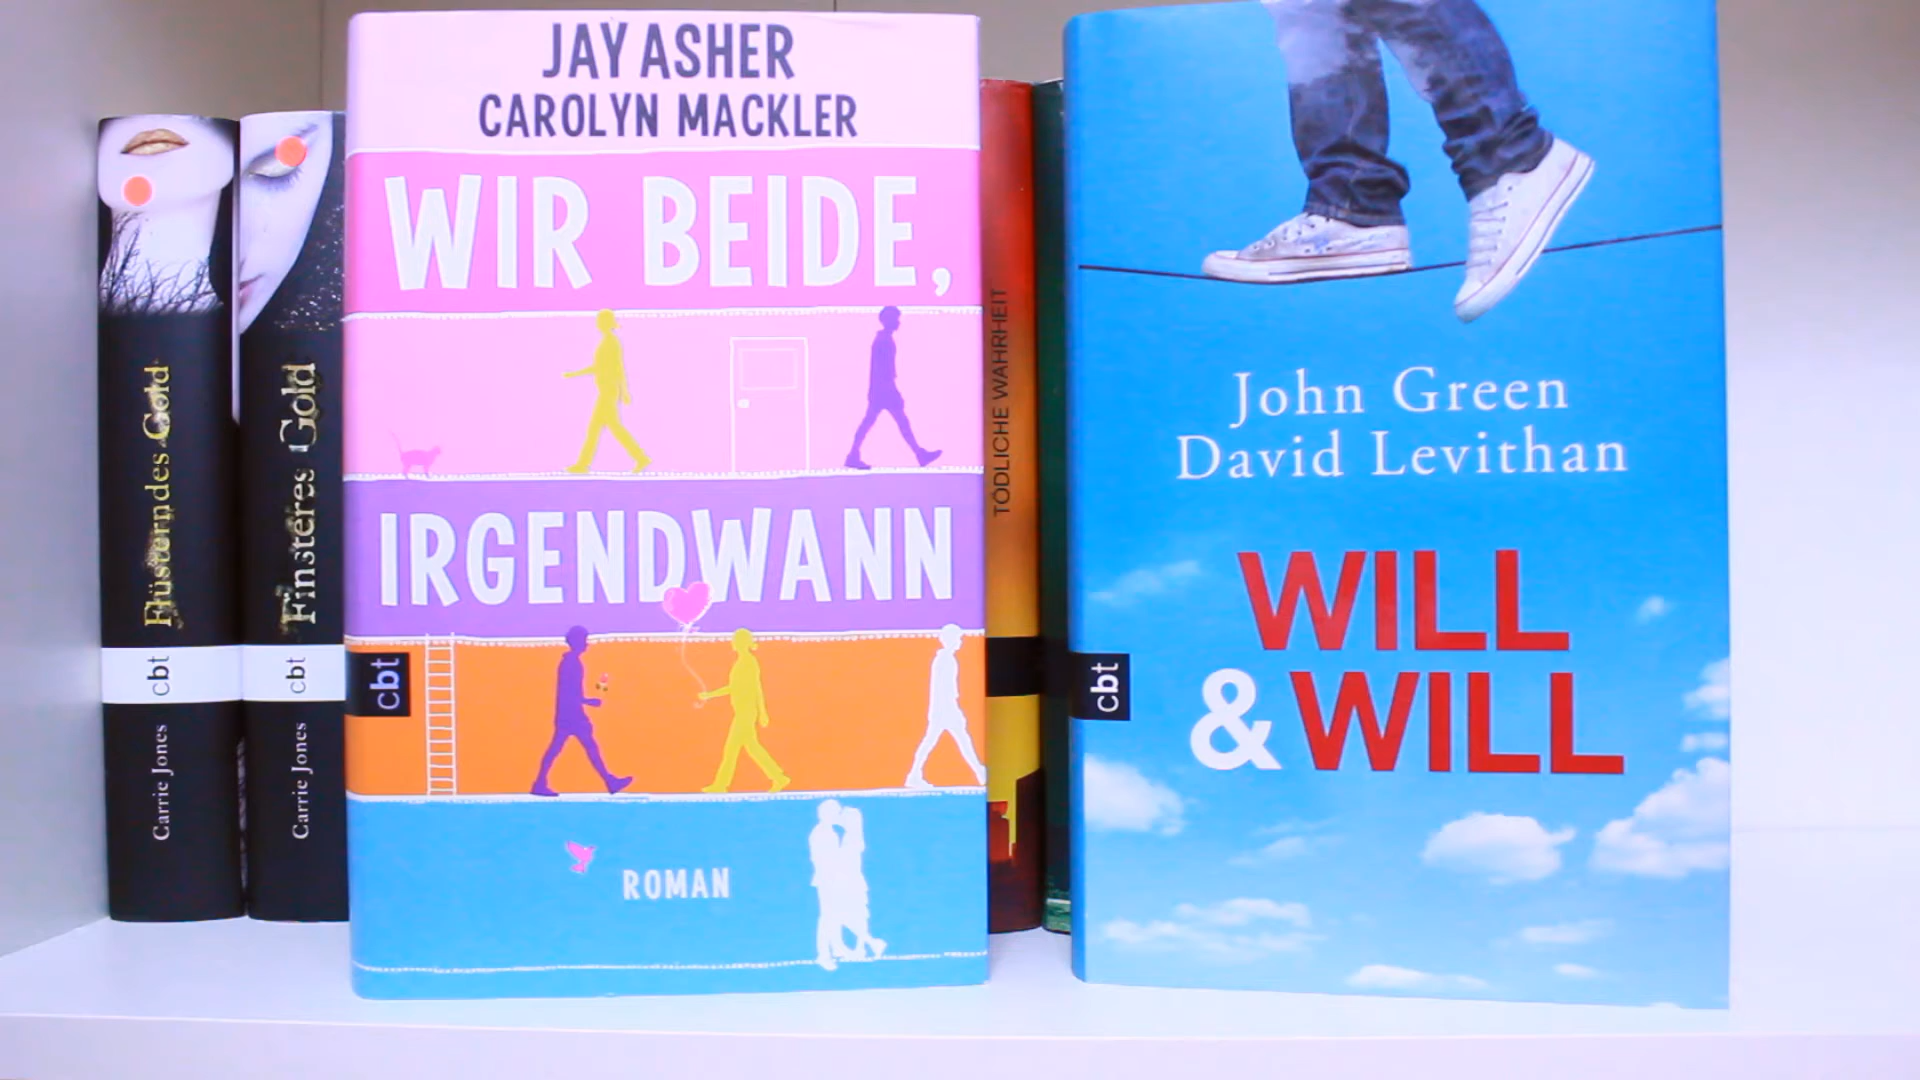 Flüsterndes Gold
cbt
Carrie Jones
Finsteres Gold
cbt
Carrie Jones
JAY ASHER
CAROLYN MACKLER
WIR BEIDE,
IRGENDWANN
cbt
ROMAN
TÖDLICHE WAHRHEIT
John Green
David Levithan
WILL
& WILL
cbt